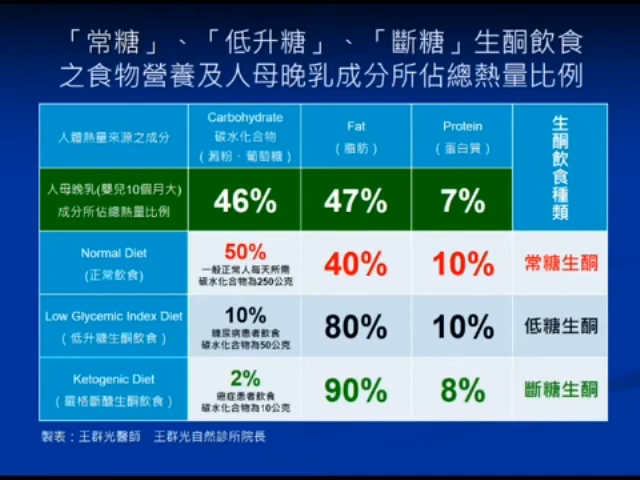 「常糖」、「低升糖」、「斷糖」生酮飲食
之食物營養及人母晚乳成分所佔總熱量比例
人體熱量來源之成分
Carbohydrate
碳水化合物
（澱粉、葡萄糖）
Fat
（脂肪）
Protein
（蛋白質）
生酮飲食種類
人母晚乳(嬰兒10個月大)
成分所佔總熱量比例
46%
47%
7%
Normal Diet
(正常飲食)
50%
一般正常人每天所需
碳水化合物為250公克
40%
10%
常糖生酮
Low Glycemic Index Diet
（低升糖生酮飲食）
10%
糖尿病患者飲食
碳水化合物為50公克
80%
10%
低糖生酮
Ketogenic Diet
（嚴格斷醣生酮飲食）
2%
癌症患者飲食
碳水化合物為10公克
90%
8%
斷糖生酮
製表：王群光醫師　王群光自然診所院長